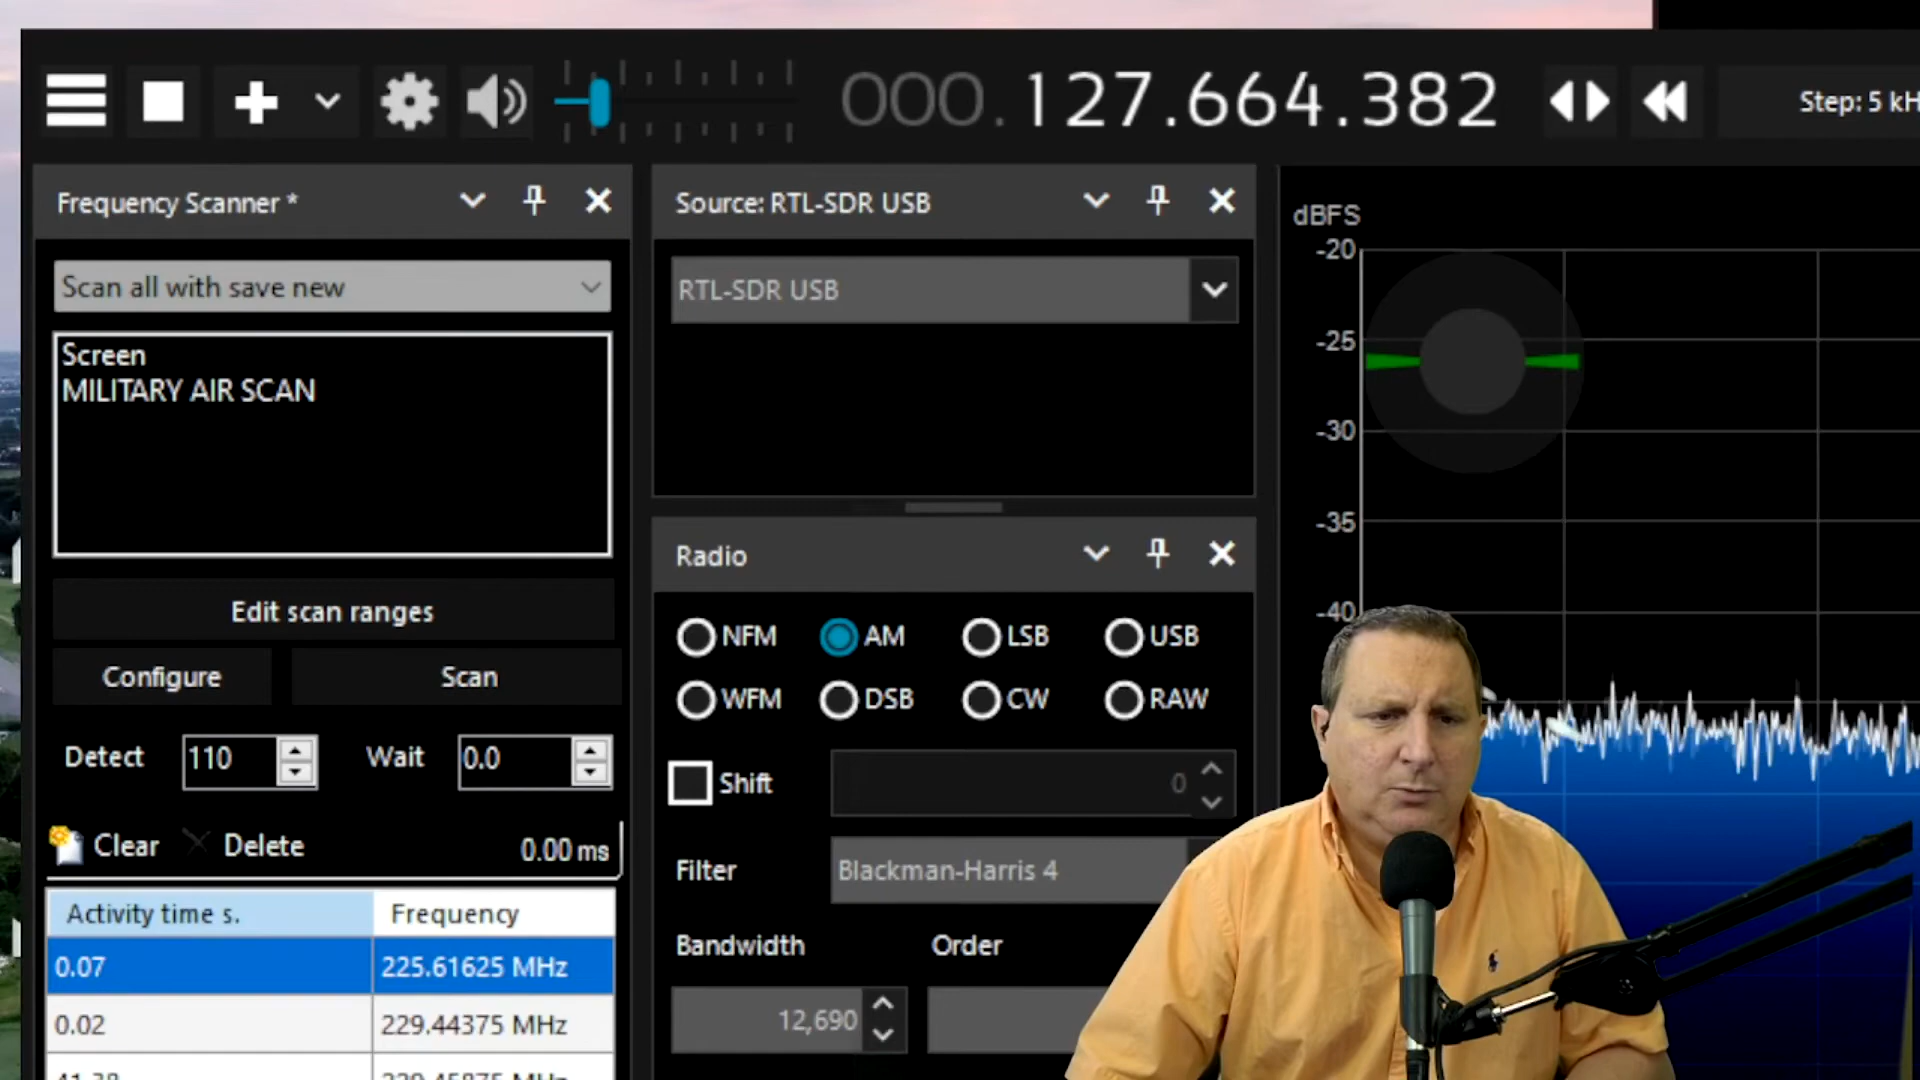 000.127.664.382
Step: 5 kH
Frequency Scanner *
Scan all with save new
Screen
MILITARY AIR SCAN
Edit scan ranges
Configure
Scan
Detect
110
Wait
0.0
Clear
Delete
0.00 ms
Activity time s.
Frequency
0.07
225.61625 MHz
0.02
229.44375 MHz
Source: RTL-SDR USB
RTL-SDR USB
Radio
NFM
AM
LSB
USB
WFM
DSB
CW
RAW
Shift
0
Filter
Blackman-Harris 4
Bandwidth
Order
12,690
dBFS
-20
-25
-30
-35
-40